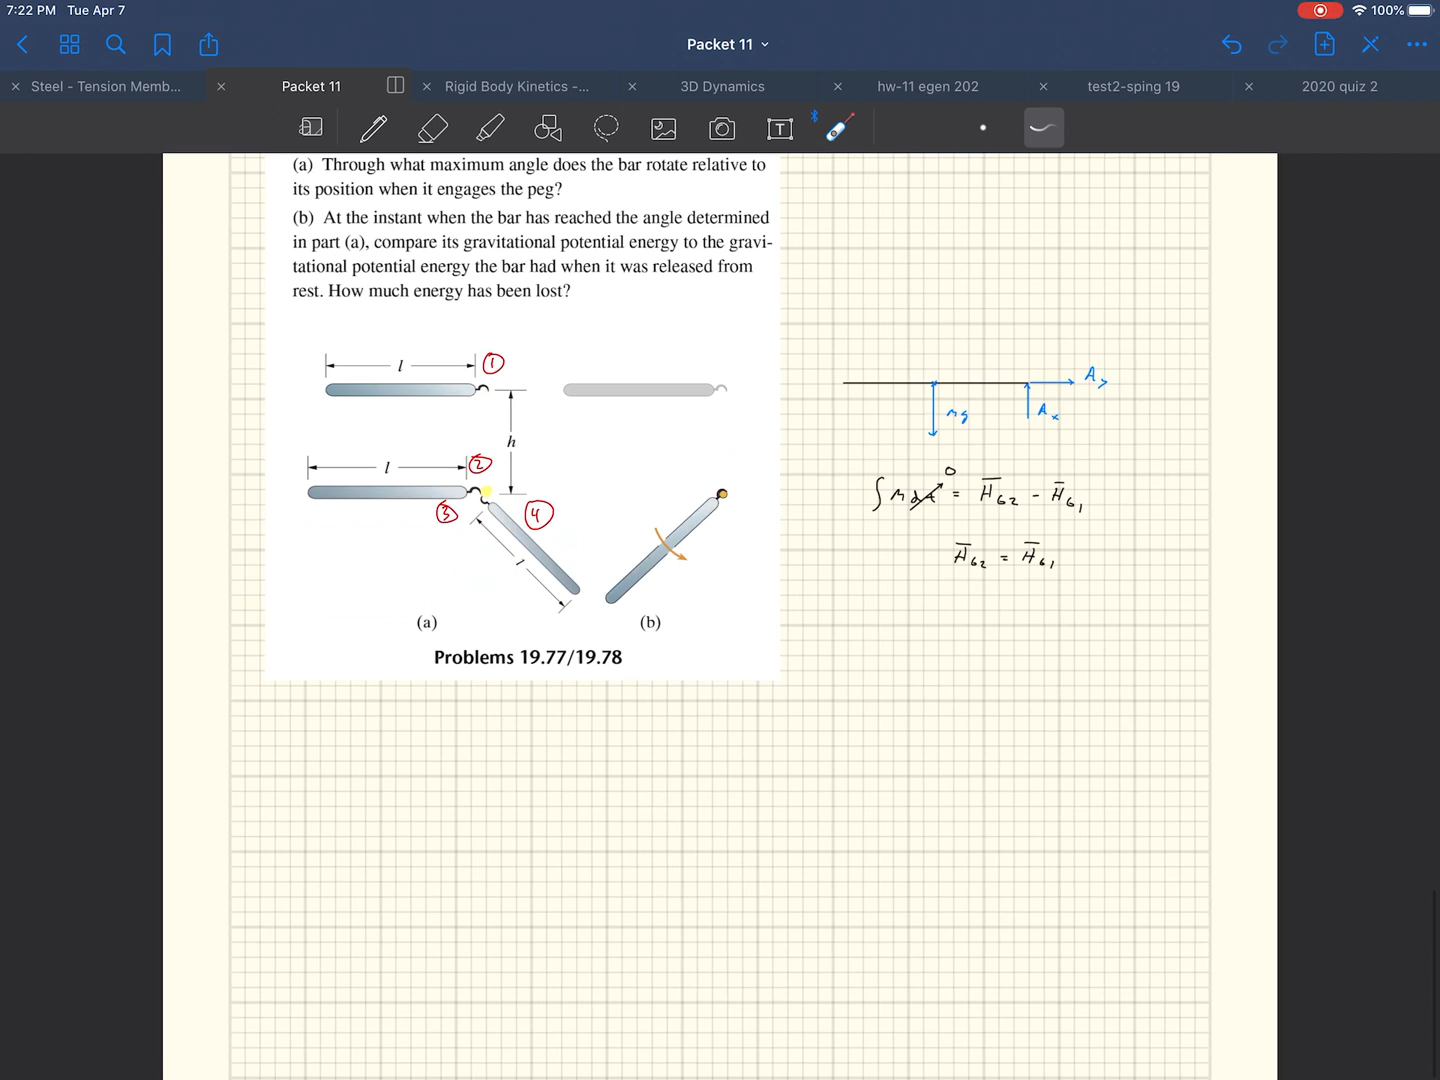 7:22 PM Tue Apr 7
100%
Packet 11
Steel - Tension Memb...
Packet 11
Rigid Body Kinetics -...
3D Dynamics
hw-11 egen 202
test2-sping 19
2020 quiz 2
T
(a) Through what maximum angle does the bar rotate relative to
its position when it engages the peg?
(b) At the instant when the bar has reached the angle determined
in part (a), compare its gravitational potential energy to the gravi-
tational potential energy the bar had when it was released from
rest. How much energy has been lost?
l 1
h
l 2
3 4
l
(a) (b)
Problems 19.77/19.78
Ay
mg Ax
∫ M dt 0 = H̅G2 - H̅G1
H̅G2 = H̅G1